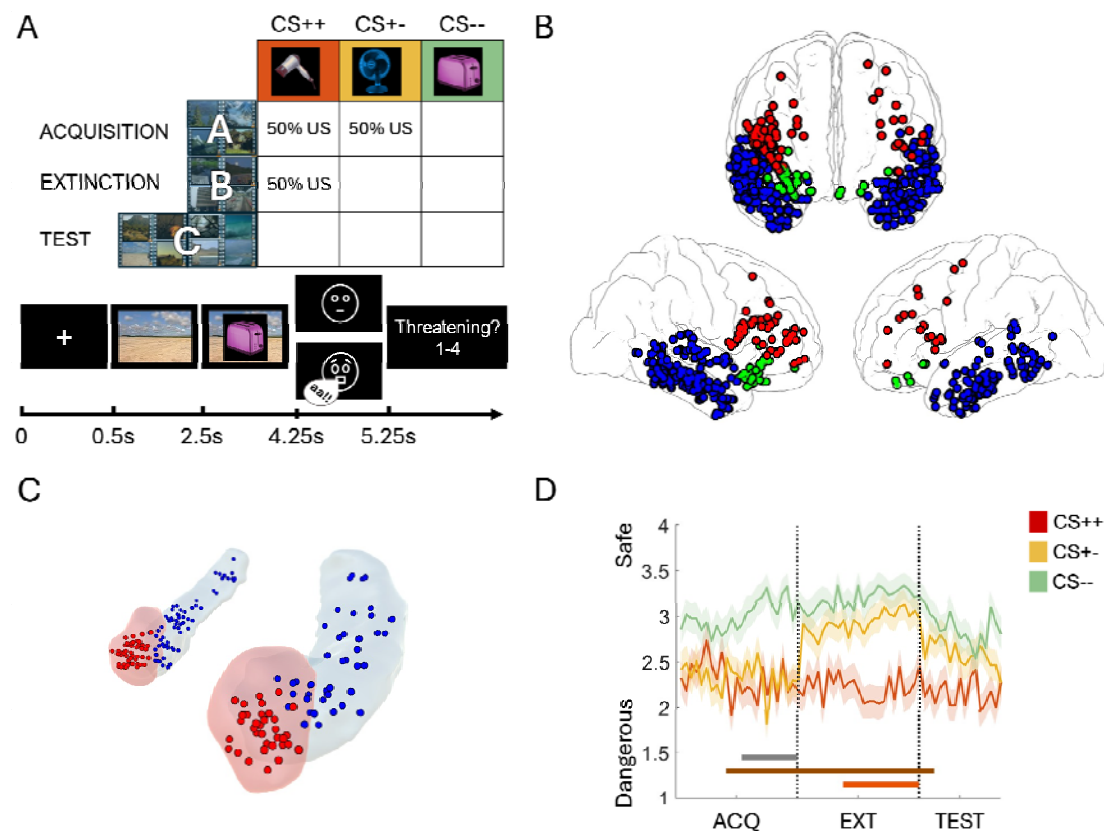 A
CS++ CS+- CS--
ACQUISITION A 50% US 50% US
EXTINCTION B 50% US
TEST C
+
aa!!
Threatening?
1-4
0 0.5s 2.5s 4.25s 5.25s
B
C
D
Safe
Dangerous
4
3.5
3
2.5
2
1.5
1
ACQ EXT TEST
CS++
CS+-
CS--